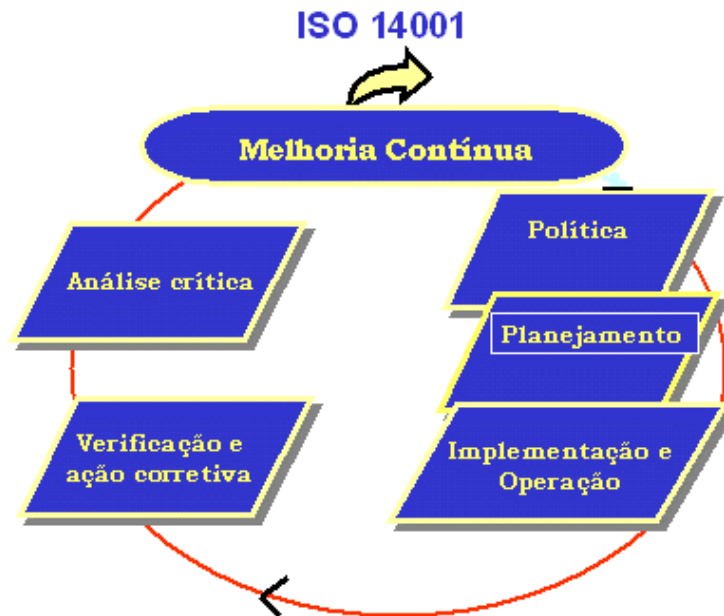 ISO 14001
Melhoria Contínua
Política
Planejamento
Implementação e
Operação
Verificação e
ação corretiva
Análise crítica